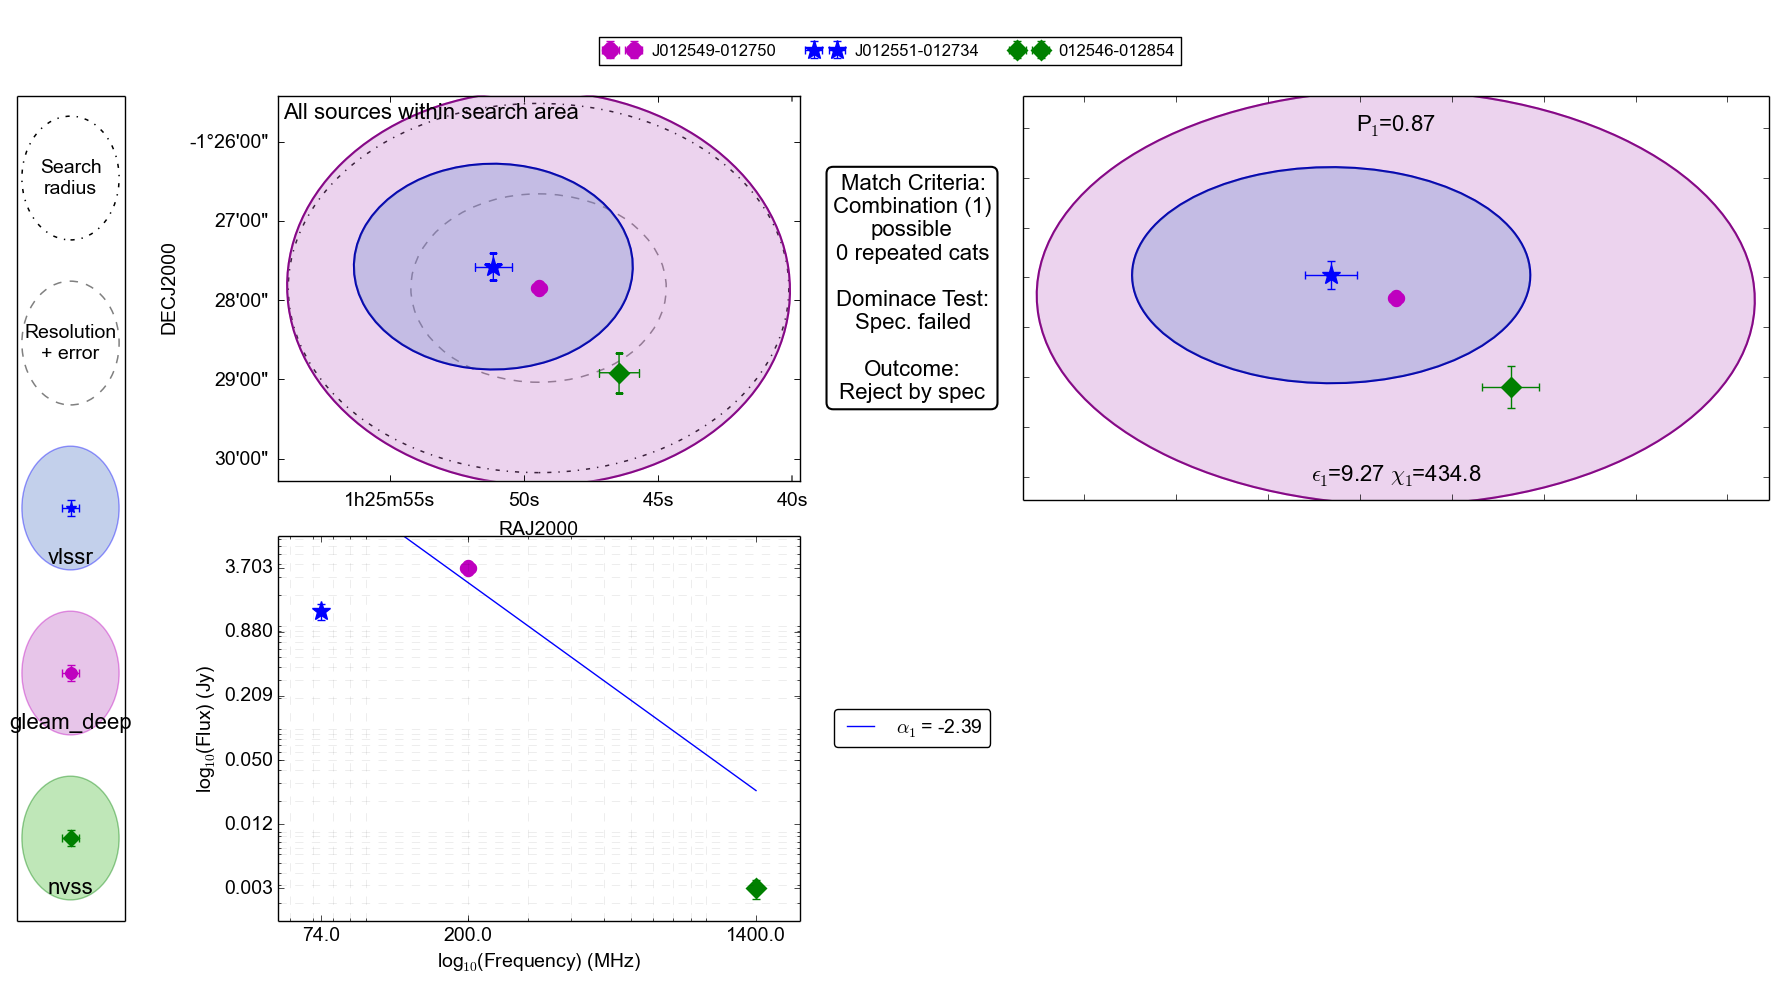 J012549-012750
J012551-012734
012546-012854
Search
radius
Resolution
+ error
vlssr
gleam_deep
nvss
All sources within search area
DECJ2000
-1°26'00"
27'00"
28'00"
29'00"
30'00"
1h25m55s
50s
45s
40s
RAJ2000
Match Criteria:
Combination (1)
possible
0 repeated cats
Dominace Test:
Spec. failed
Outcome:
Reject by spec
P₁=0.87
ϵ₁=9.27 χ₁=434.8
log₁₀(Flux) (Jy)
3.703
0.880
0.209
0.050
0.012
0.003
74.0
200.0
1400.0
log₁₀(Frequency) (MHz)
α₁ = -2.39